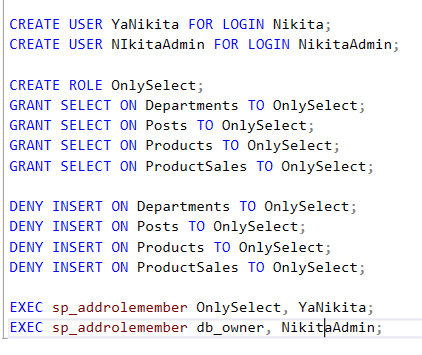 CREATE USER YaNikita FOR LOGIN Nikita;
CREATE USER NIkitaAdmin FOR LOGIN NikitaAdmin;
CREATE ROLE OnlySelect;
GRANT SELECT ON Departments TO OnlySelect;
GRANT SELECT ON Posts TO OnlySelect;
GRANT SELECT ON Products TO OnlySelect;
GRANT SELECT ON ProductSales TO OnlySelect;
DENY INSERT ON Departments TO OnlySelect;
DENY INSERT ON Posts TO OnlySelect;
DENY INSERT ON Products TO OnlySelect;
DENY INSERT ON ProductSales TO OnlySelect;
EXEC sp_addrolemember OnlySelect, YaNikita;
EXEC sp_addrolemember db_owner, NikitaAdmin;